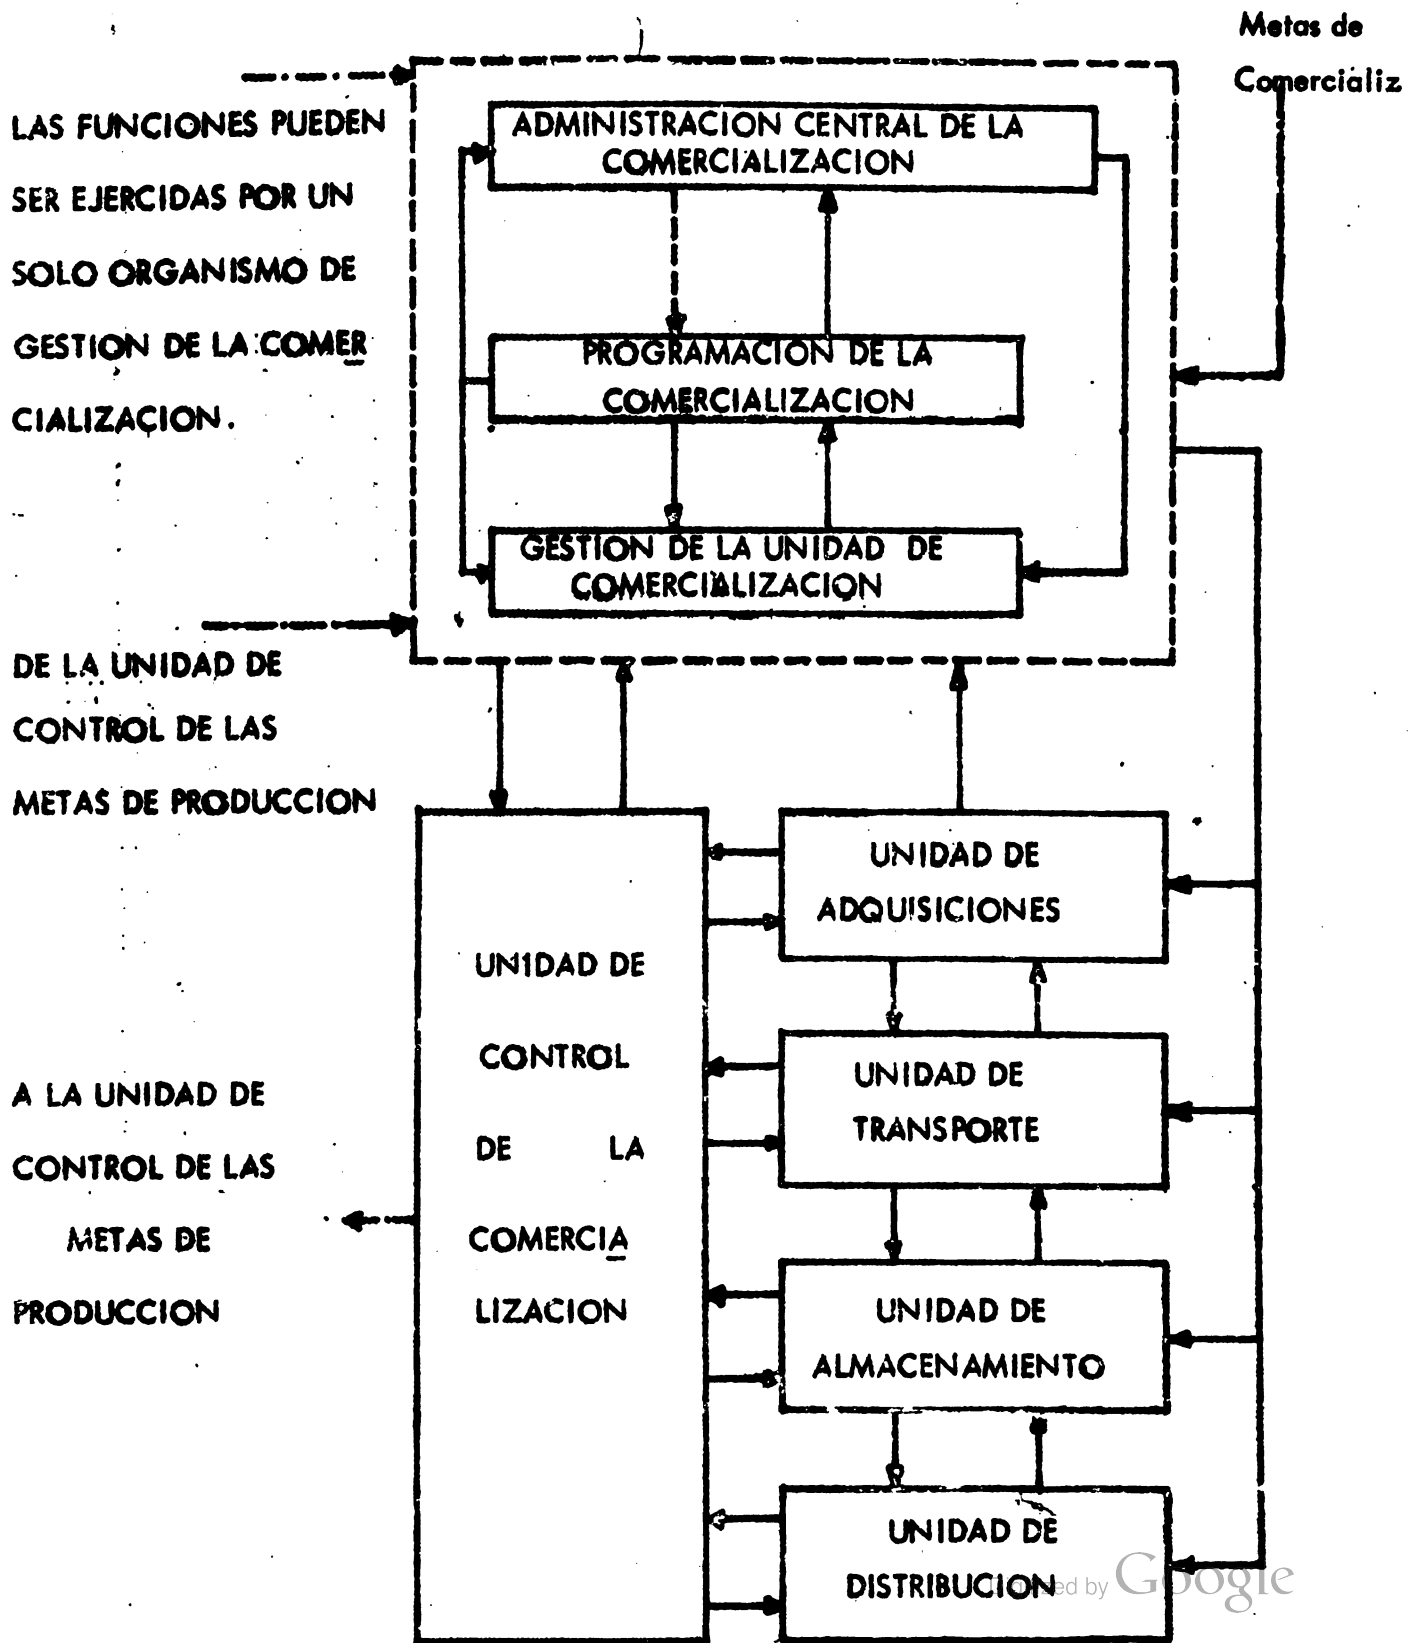 Metas de
Comercializ
LAS FUNCIONES PUEDEN
SER EJERCIDAS POR UN
SOLO ORGANISMO DE
GESTION DE LA COMER
CIALIZACION.
ADMINISTRACION CENTRAL DE LA
COMERCIALIZACION
PROGRAMACION DE LA
COMERCIALIZACION
GESTION DE LA UNIDAD DE
COMERCIALIZACION
DE LA UNIDAD DE
CONTROL DE LAS
METAS DE PRODUCCION
A LA UNIDAD DE
CONTROL DE LAS
METAS DE
PRODUCCION
UNIDAD DE
CONTROL
DE LA
COMERCIA
LIZACION
UNIDAD DE
ADQUISICIONES
UNIDAD DE
TRANSPORTE
UNIDAD DE
ALMACENAMIENTO
UNIDAD DE
DISTRIBUCION
by Google